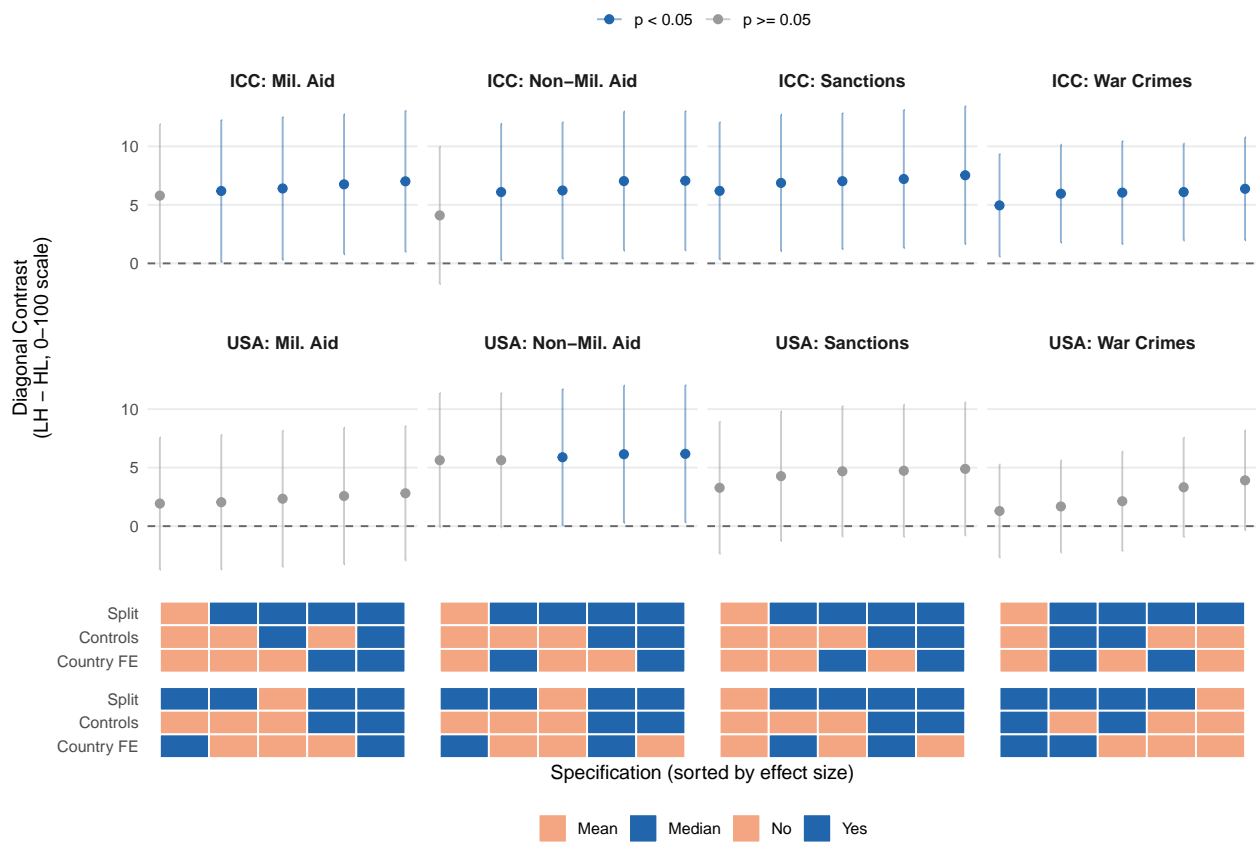 p < 0.05 p >= 0.05
ICC: Mil. Aid ICC: Non−Mil. Aid ICC: Sanctions ICC: War Crimes
10
5
0
USA: Mil. Aid USA: Non−Mil. Aid USA: Sanctions USA: War Crimes
10
5
0
Diagonal Contrast
(LH − HL, 0−100 scale)
Split
Controls
Country FE
Split
Controls
Country FE
Specification (sorted by effect size)
Mean Median No Yes